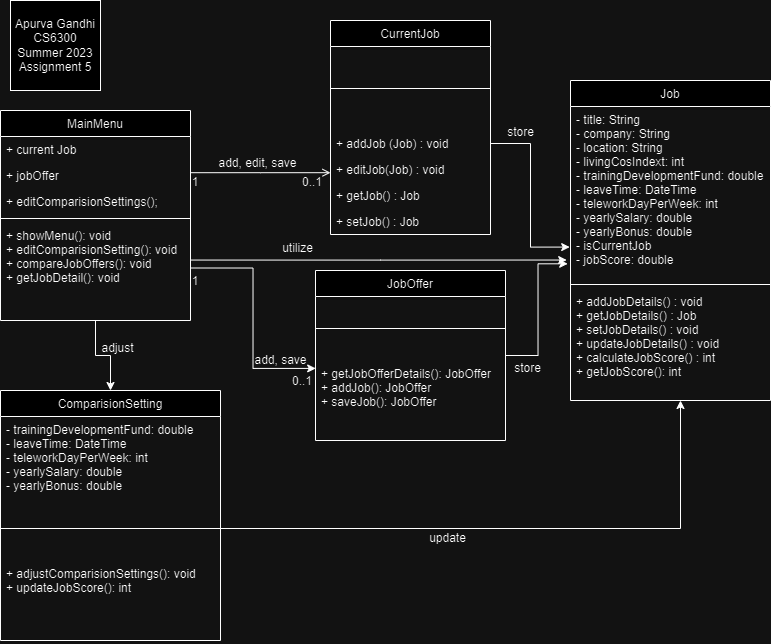 Apurva Gandhi
CS6300
Summer 2023
Assignment 5
CurrentJob
+ addJob (Job) : void
+ editJob(Job) : void
+ getJob() : Job
+ setJob() : Job
Job
- title: String
- company: String
- location: String
- livingCosIndext: int
- trainingDevelopmentFund: double
- leaveTime: DateTime
- teleworkDayPerWeek: int
- yearlySalary: double
- yearlyBonus: double
- isCurrentJob
- jobScore: double
+ addJobDetails() : void
+ getJobDetails() : Job
+ setJobDetails() : void
+ updateJobDetails() : void
+ calculateJobScore() : int
+ getJobScore(): int
MainMenu
+ current Job
+ jobOffer
+ editComparisionSettings();
+ showMenu(): void
+ editComparisionSetting(): void
+ compareJobOffers(): void
+ getJobDetail(): void
add, edit, save
1
0..1
store
utilize
1
JobOffer
+ getJobOfferDetails(): JobOffer
+ addJob(): JobOffer
+ saveJob(): JobOffer
add, save
0..1
store
adjust
ComparisionSetting
- trainingDevelopmentFund: double
- leaveTime: DateTime
- teleworkDayPerWeek: int
- yearlySalary: double
- yearlyBonus: double
+ adjustComparisionSettings(): void
+ updateJobScore(): int
update